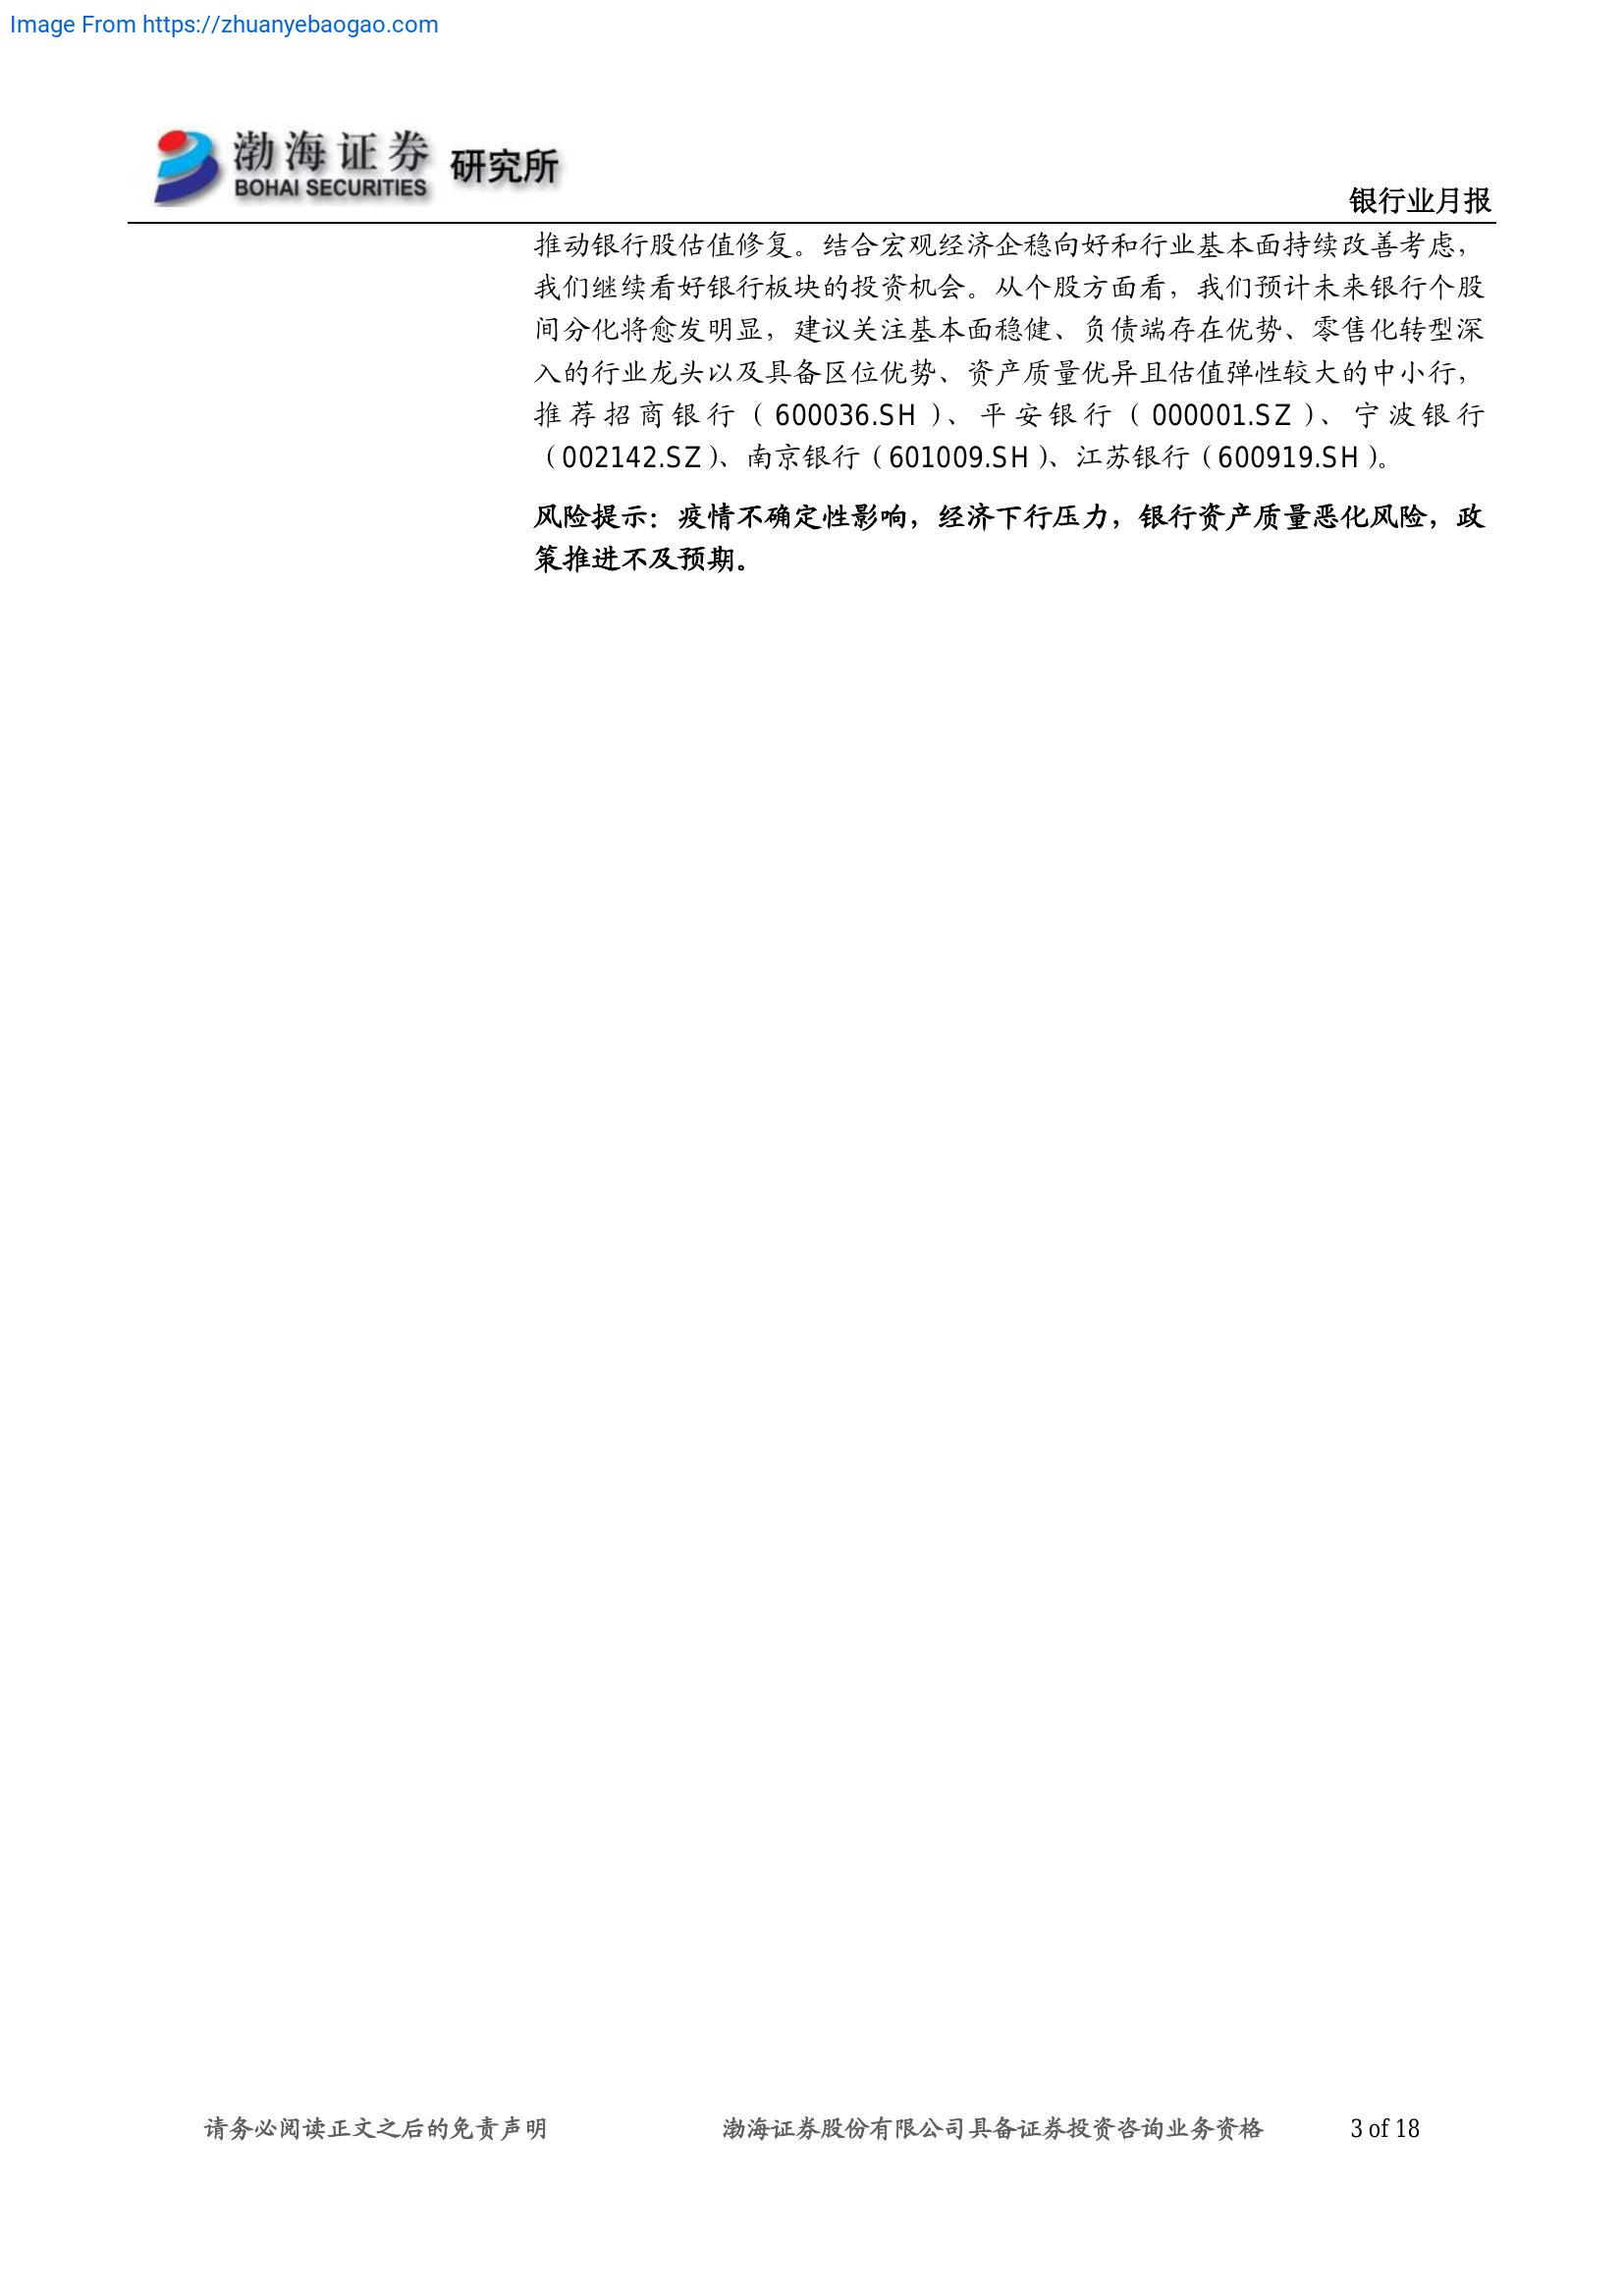 Image From https://zhuanyebaogao.com
渤海证券 研究所
BOHAI SECURITIES
银行业月报
推动银行股估值修复。结合宏观经济企稳向好和行业基本面持续改善考虑，
我们继续看好银行板块的投资机会。从个股方面看，我们预计未来银行个股
间分化将愈发明显，建议关注基本面稳健、负债端存在优势、零售化转型深
入的行业龙头以及具备区位优势、资产质量优异且估值弹性较大的中小行，
推荐招商银行（600036.SH）、平安银行（000001.SZ）、宁波银行
（002142.SZ）、南京银行（601009.SH）、江苏银行（600919.SH）。
风险提示：疫情不确定性影响，经济下行压力，银行资产质量恶化风险，政
策推进不及预期。
请务必阅读正文之后的免责声明 渤海证券股份有限公司具备证券投资咨询业务资格 3 of 18